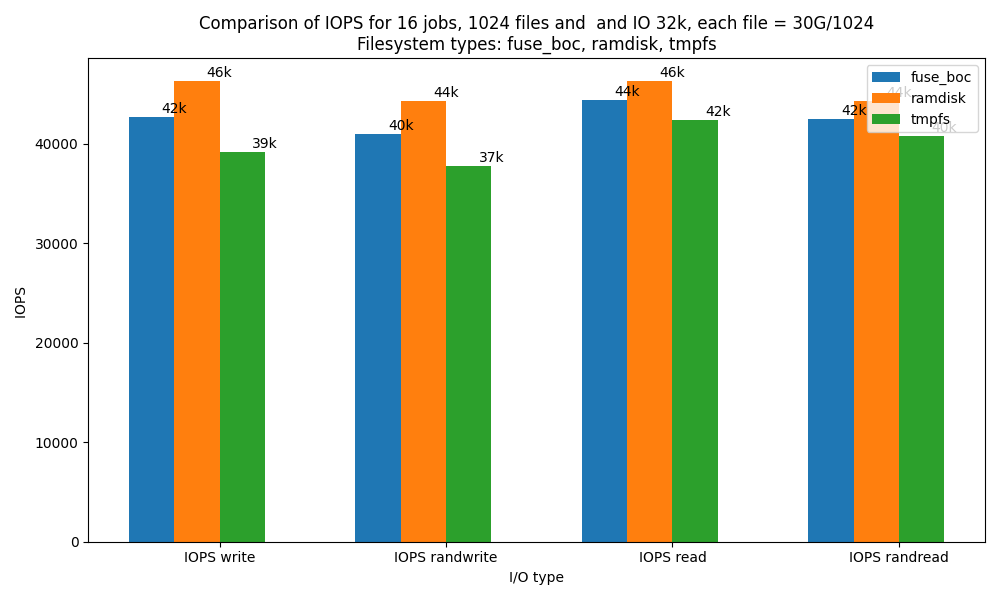 Comparison of IOPS for 16 jobs, 1024 files and  and IO 32k, each file = 30G/1024
Filesystem types: fuse_boc, ramdisk, tmpfs
fuse_boc
ramdisk
tmpfs
42k
46k
39k
40k
44k
37k
44k
46k
42k
42k
44k
40k
IOPS
40000
30000
20000
10000
0
IOPS write
IOPS randwrite
IOPS read
IOPS randread
I/O type